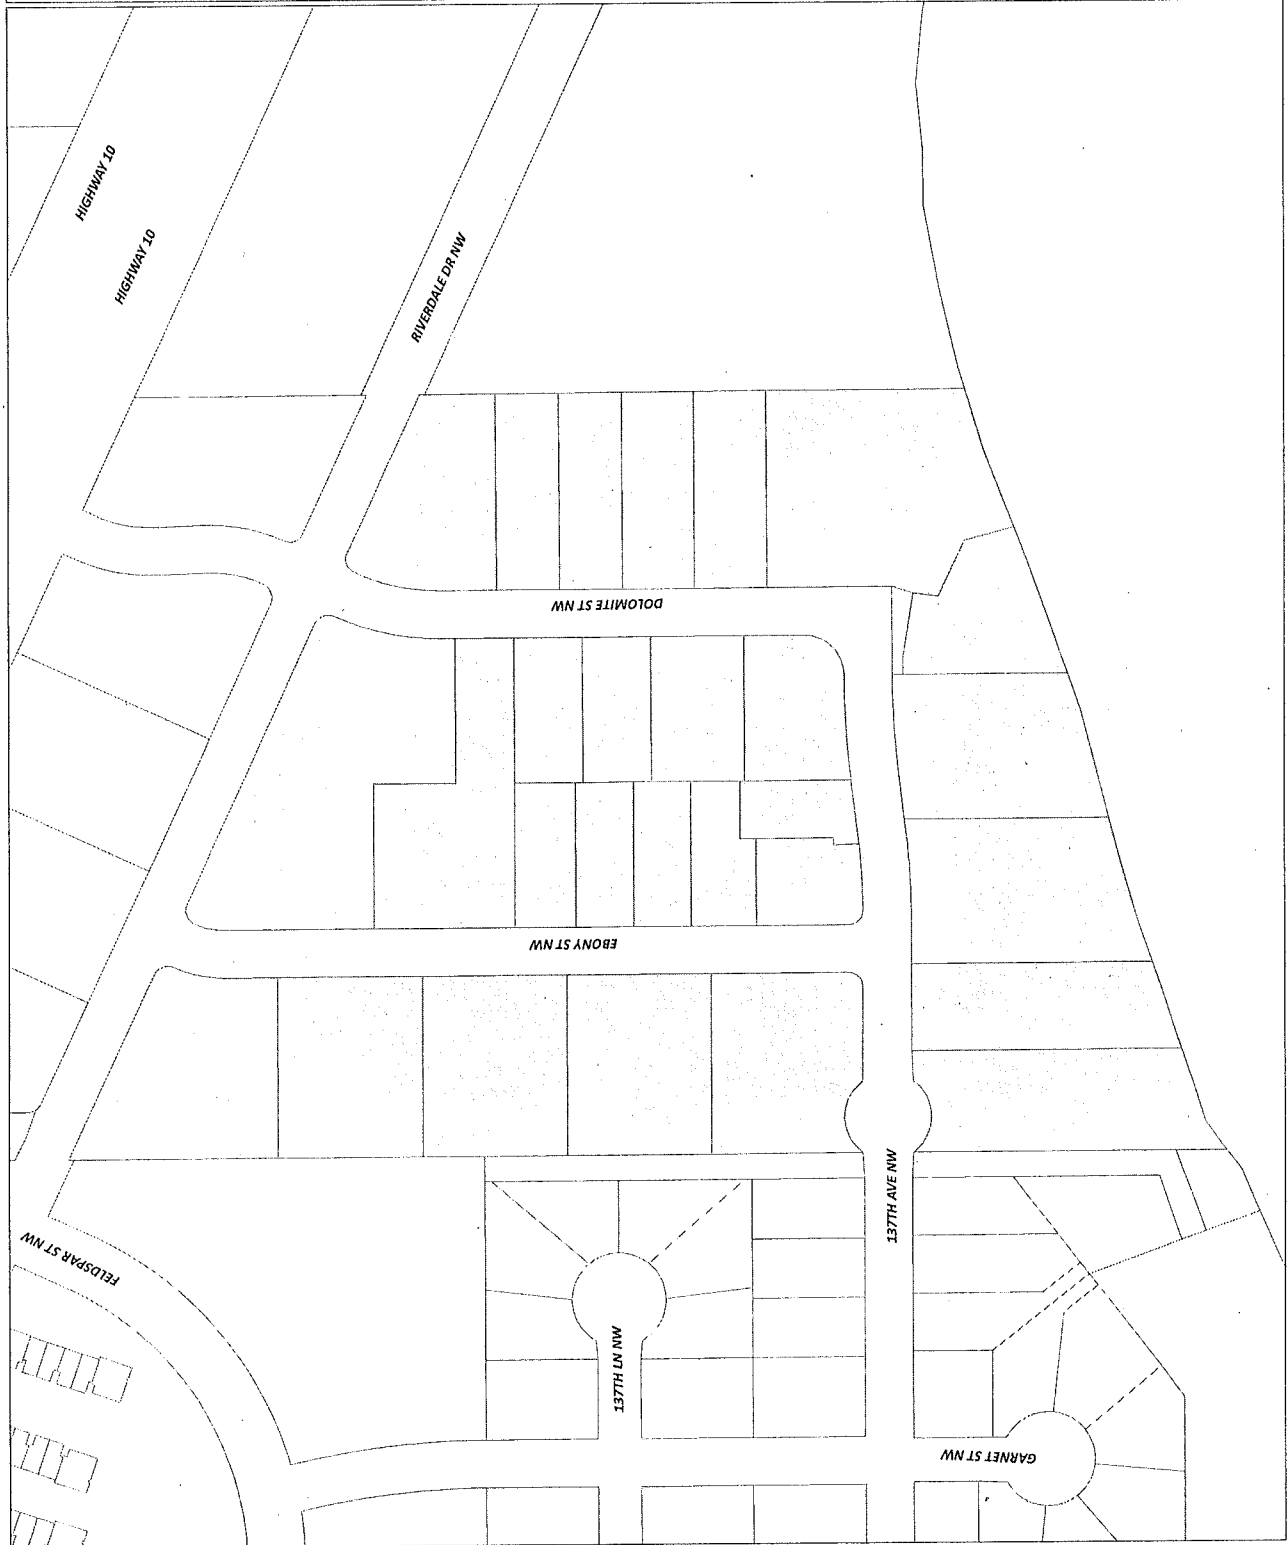 HIGHWAY 10
HIGHWAY 10
RIVERDALE DR NW
DOLOMITE ST NW
EBONY ST NW
137TH AVE NW
FELDSPAR ST NW
137TH LN NW
GARNET ST NW